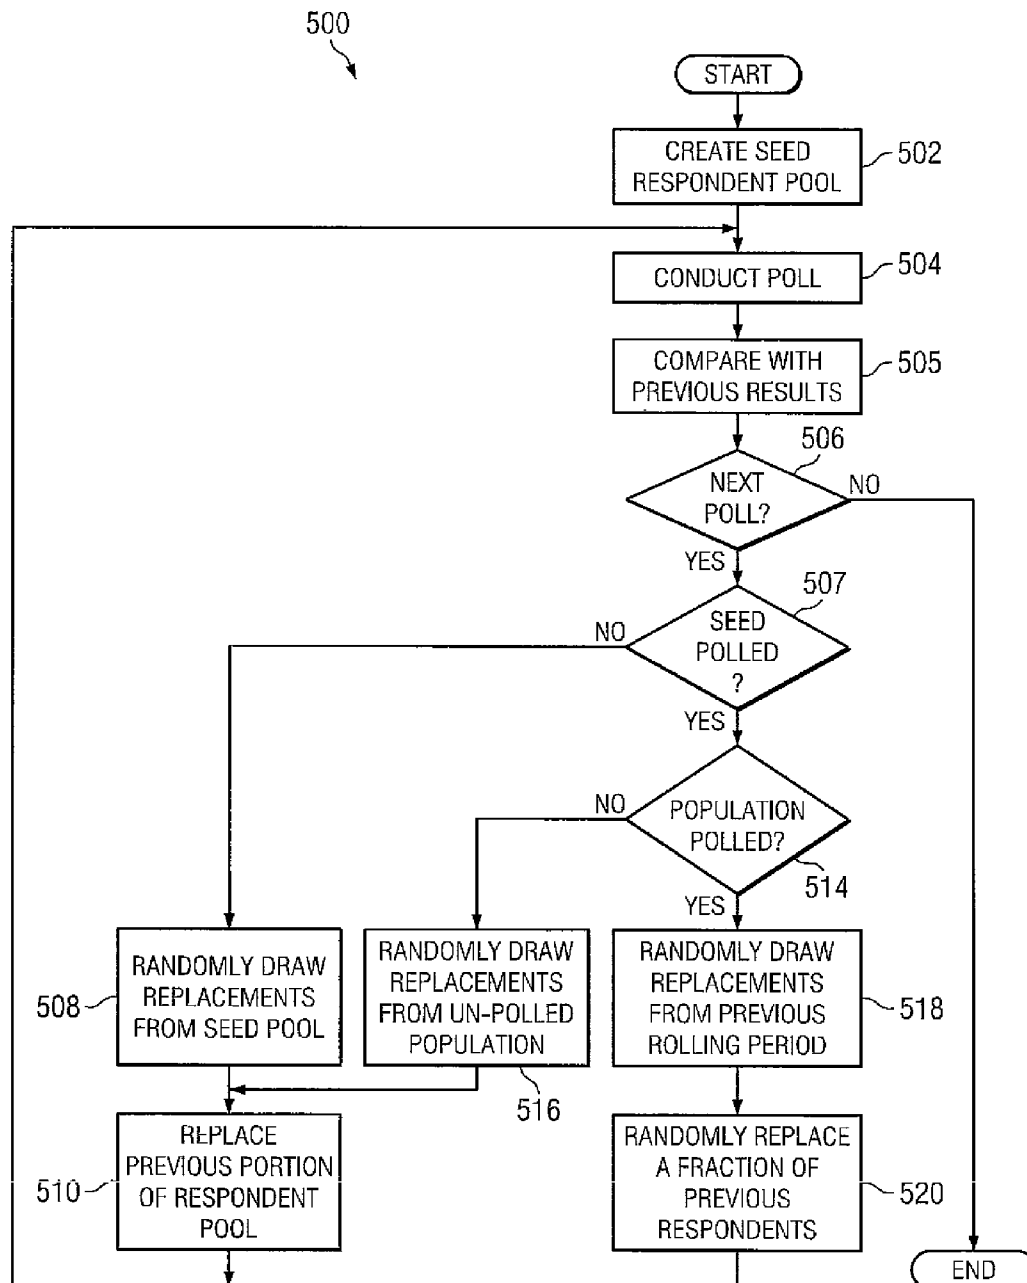 500
START
CREATE SEED
RESPONDENT POOL
502
CONDUCT POLL
504
COMPARE WITH
PREVIOUS RESULTS
505
506
NEXT
POLL?
NO
YES
507
SEED
POLLED
?
NO
YES
POPULATION
POLLED?
NO
514
YES
RANDOMLY DRAW
REPLACEMENTS
FROM SEED POOL
508
RANDOMLY DRAW
REPLACEMENTS
FROM UN-POLLED
POPULATION
516
RANDOMLY DRAW
REPLACEMENTS
FROM PREVIOUS
ROLLING PERIOD
518
REPLACE
PREVIOUS PORTION
OF RESPONDENT
POOL
510
RANDOMLY REPLACE
A FRACTION OF
PREVIOUS
RESPONDENTS
520
END